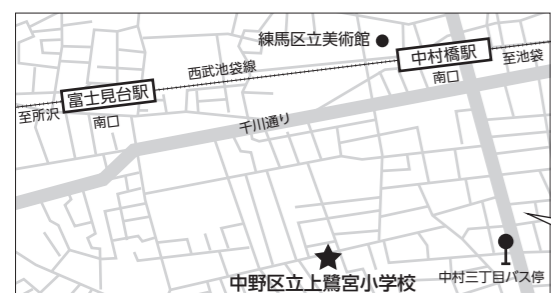 練馬区立美術館
中村橋駅
至池袋
西武池袋線
南口
富士見台駅
至所沢
南口
千川通り
中野区立上鷺宮小学校
中村三丁目バス停